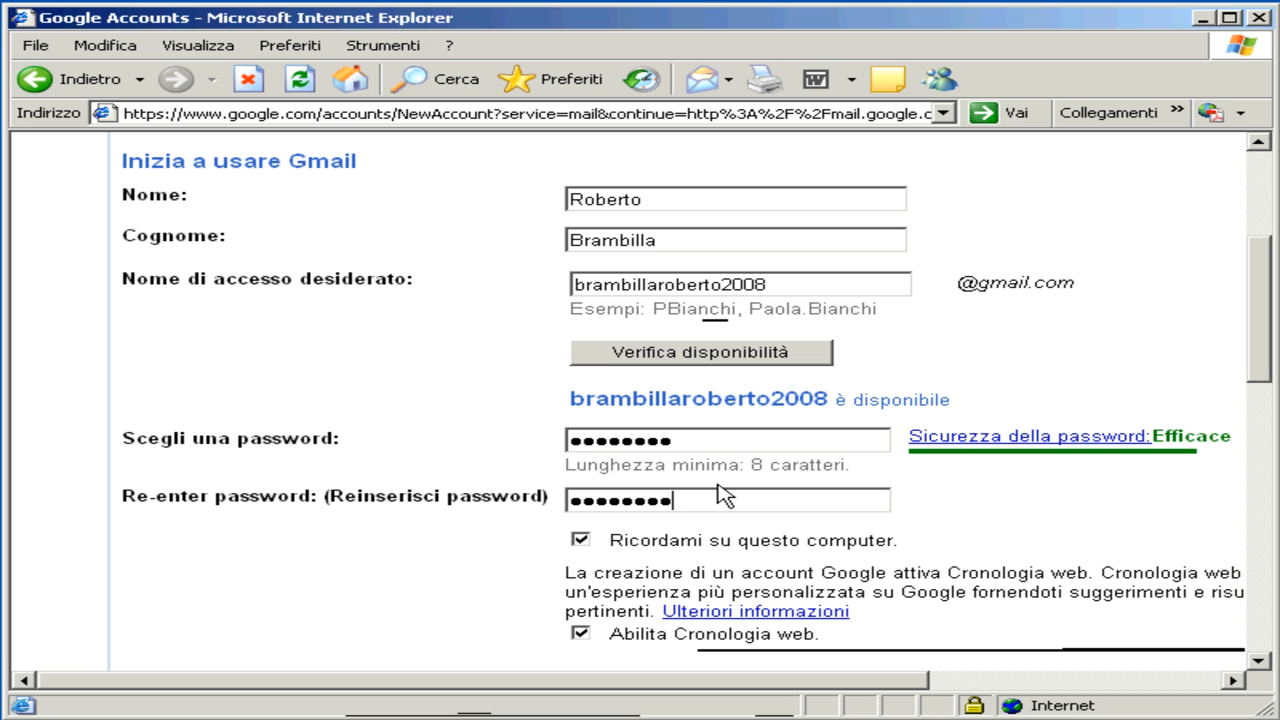 Google Accounts - Microsoft Internet Explorer
File Modifica Visualizza Preferiti Strumenti ?
Indietro Cerca Preferiti
Indirizzo https://www.google.com/accounts/NewAccount?service=mail&continue=http%3A%2F%2Fmail.google.c Vai Collegamenti »
Inizia a usare Gmail
Nome: Roberto
Cognome: Brambilla
Nome di accesso desiderato: brambillaroberto2008 @gmail.com
Esempi: PBianchi, Paola.Bianchi
Verifica disponibilità
brambillaroberto2008 è disponibile
Scegli una password: ●●●●●●●● Sicurezza della password:Efficace
Lunghezza minima: 8 caratteri.
Re-enter password: (Reinserisci password) ●●●●●●●●
Ricordami su questo computer.
La creazione di un account Google attiva Cronologia web. Cronologia web
un'esperienza più personalizzata su Google fornendoti suggerimenti e risu
pertinenti. Ulteriori informazioni
Abilita Cronologia web.
Internet